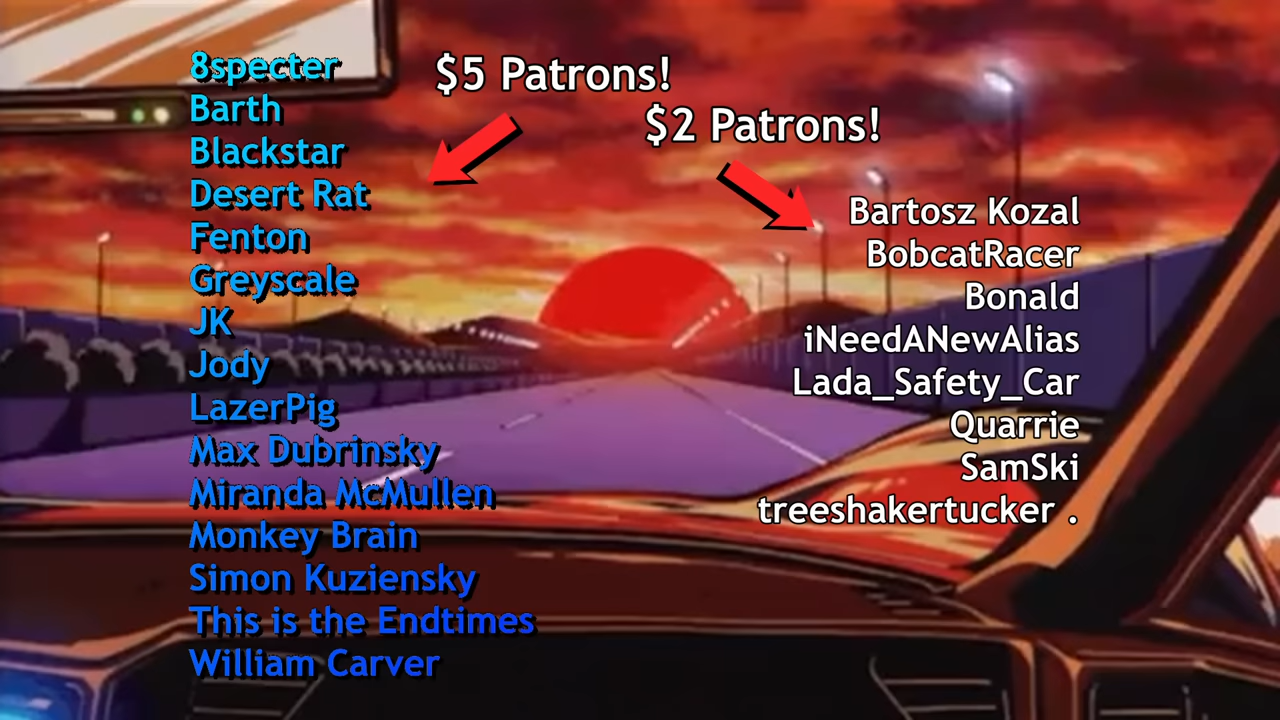 $5 Patrons!
8specter
Barth
Blackstar
Desert Rat
Fenton
Greyscale
JK
Jody
LazerPig
Max Dubrinsky
Miranda McMullen
Monkey Brain
Simon Kuziensky
This is the Endtimes
William Carver
$2 Patrons!
Bartosz Kozal
BobcatRacer
Bonald
iNeedANewAlias
Lada_Safety_Car
Quarrie
SamSki
treeshakertucker .